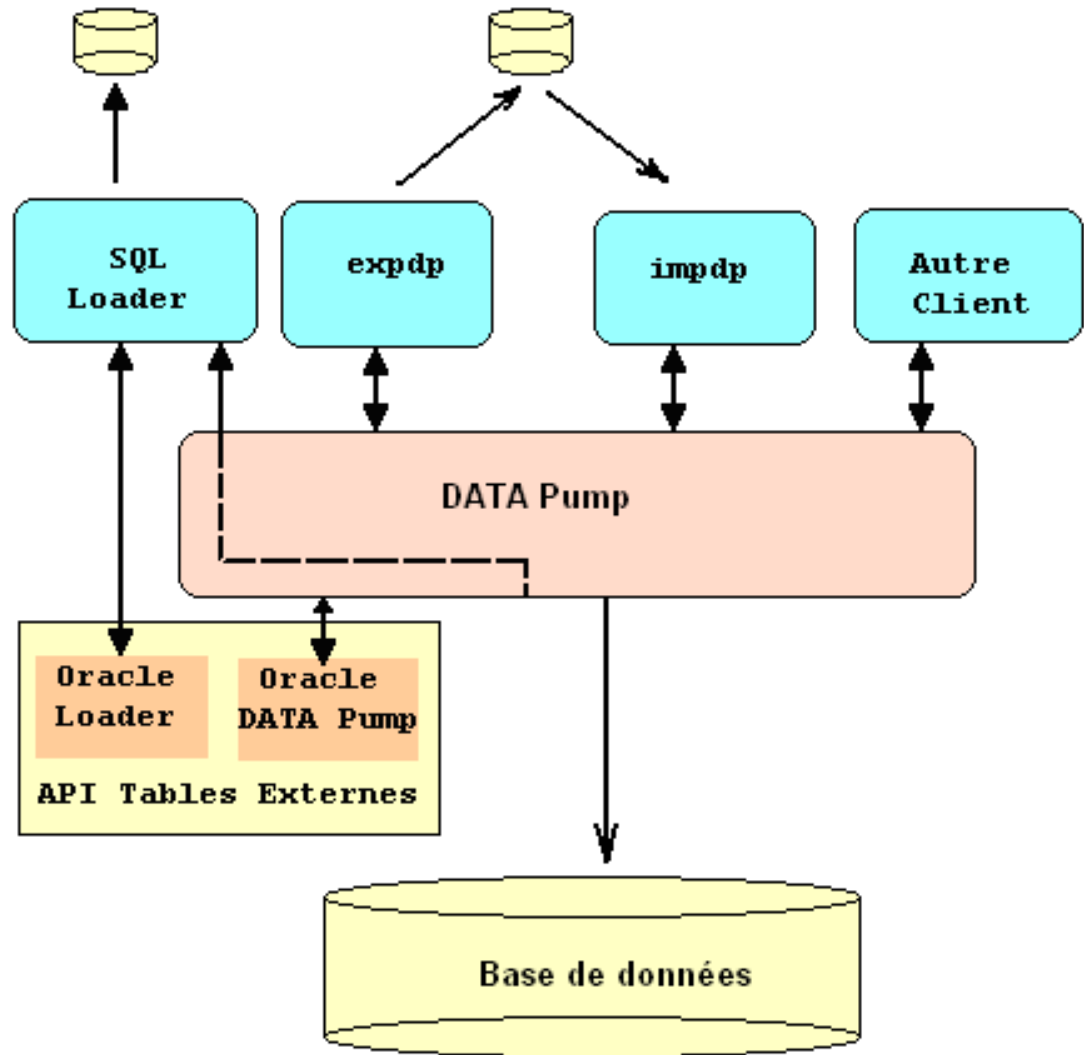 SQL
Loader
expdp
impdp
Autre
Client
DATA Pump
Oracle
Loader
Oracle
DATA Pump
API Tables Externes
Base de données